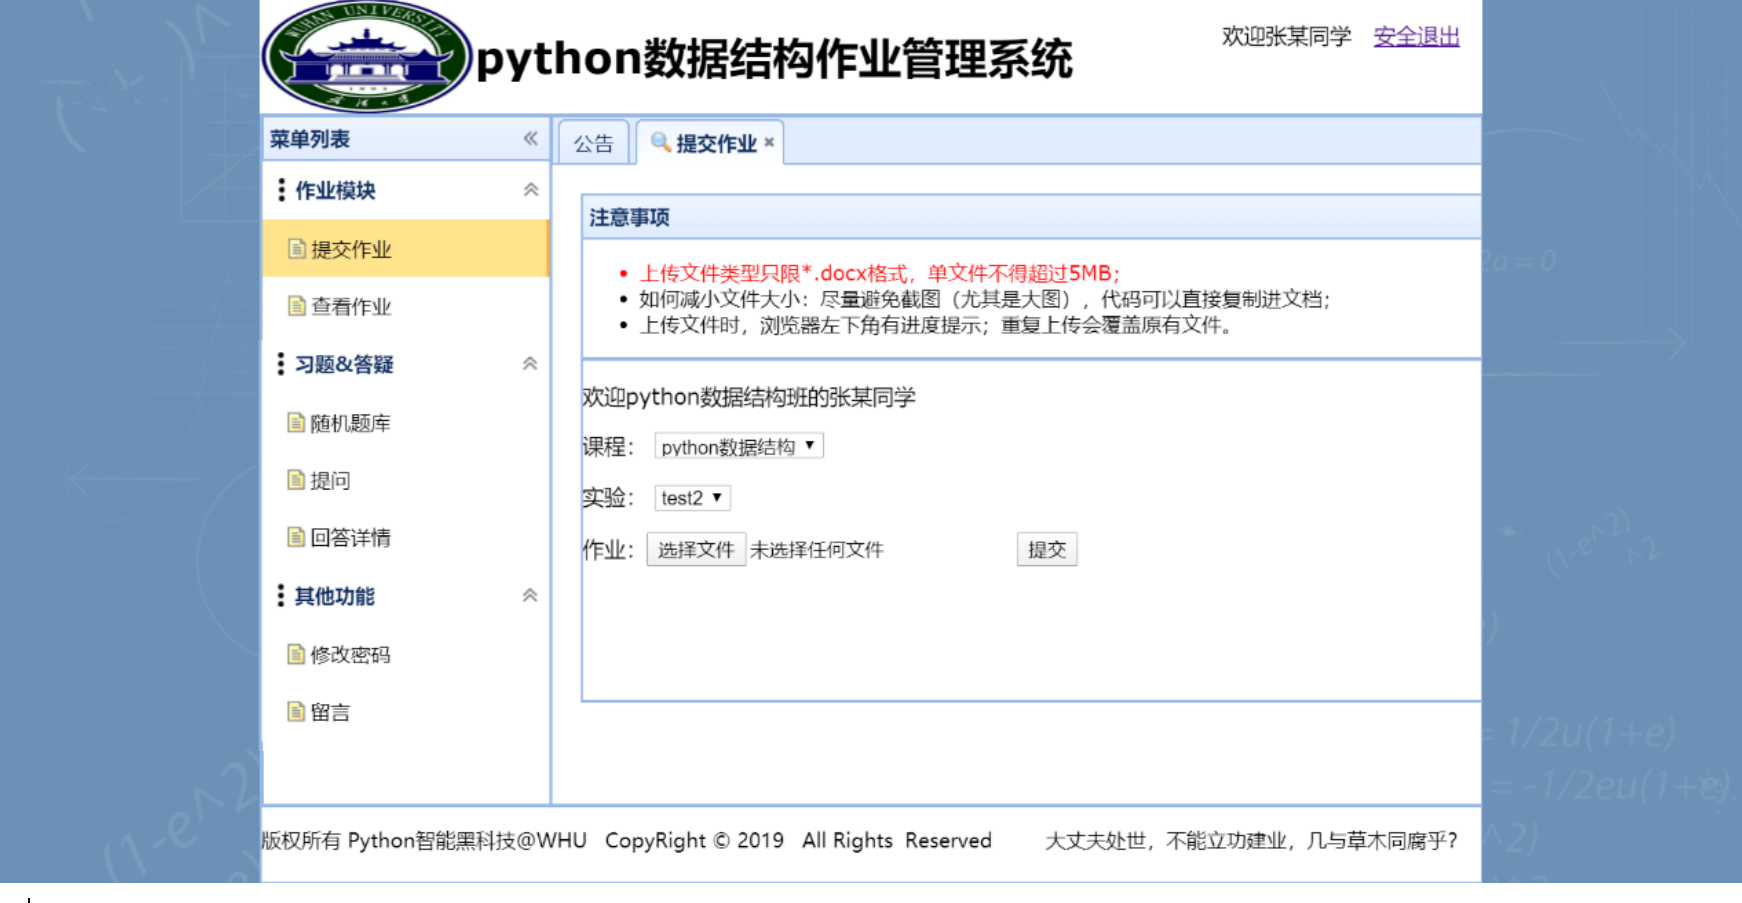 WUHAN UNIVERSITY
1893
python数据结构作业管理系统
欢迎张某同学 安全退出
菜单列表
公告 提交作业
作业模块
提交作业
查看作业
习题&答疑
随机题库
提问
回答详情
其他功能
修改密码
留言
注意事项
上传文件类型只限*.docx格式，单文件不得超过5MB；
如何减小文件大小：尽量避免截图（尤其是大图），代码可以直接复制进文档；
上传文件时，浏览器左下角有进度提示；重复上传会覆盖原有文件。
欢迎python数据结构班的张某同学
课程： python数据结构
实验： test2
作业： 选择文件 未选择任何文件 提交
版权所有 Python智能黑科技@WHU CopyRight © 2019 All Rights Reserved 大丈夫处世，不能立功建业，几与草木同腐乎？
2a = 0
(1-e^2)
^2
= 1/2u(1+e)
= -1/2eu(1+e)
^2)
(1-e^2)